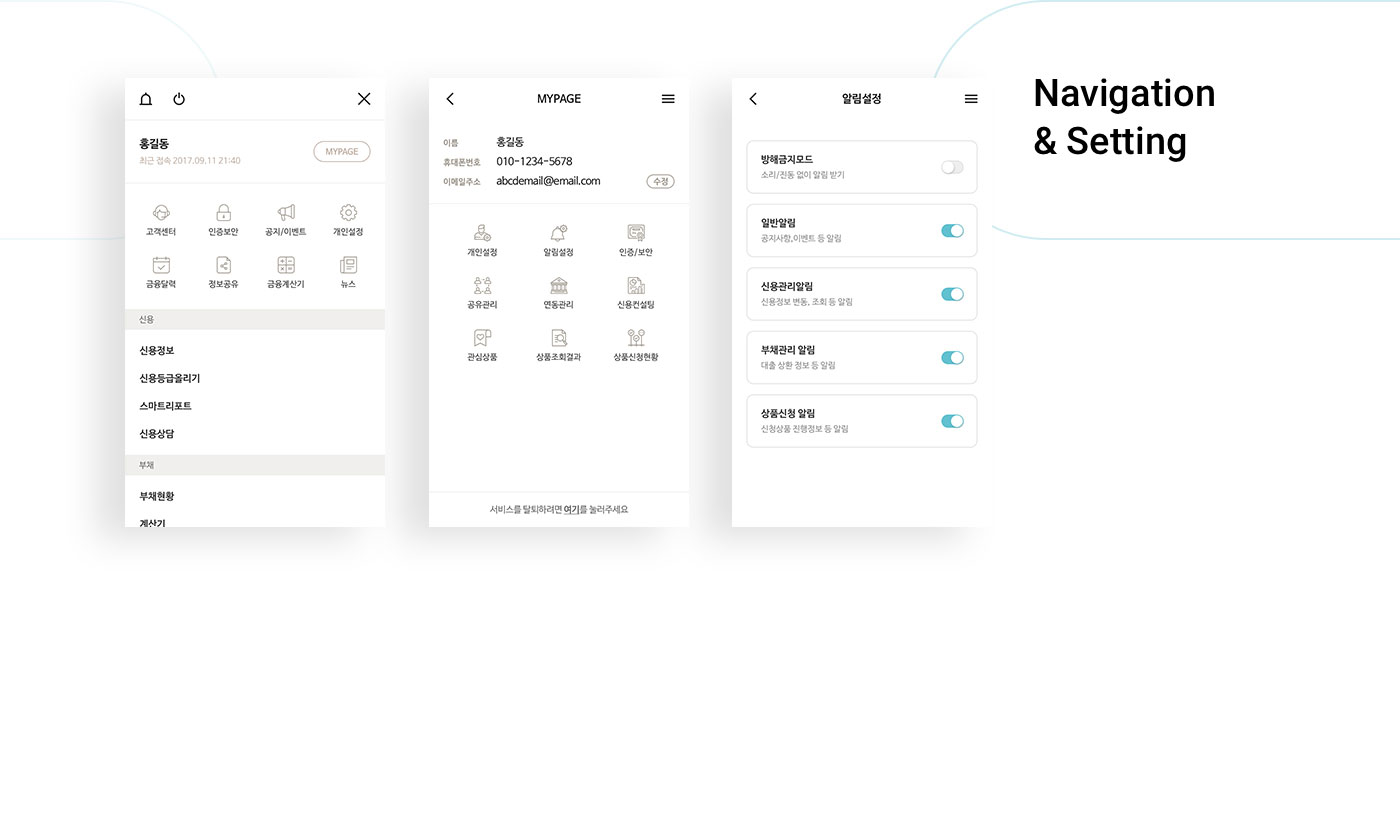 홍길동
최근 접속 2017.09.11 21:40
MYPAGE
고객센터 인증보안 공지/이벤트 개인설정
금융달력 정보공유 금융계산기 뉴스
신용
신용정보
신용등급올리기
스마트리포트
신용상담
부채
부채현황
계산기
MYPAGE
이름 홍길동
휴대폰번호 010-1234-5678
이메일주소 abcdemail@email.com 수정
개인설정 알림설정 인증/보안
공유관리 연동관리 신용컨설팅
관심상품 상품조회결과 상품신청현황
서비스를 탈퇴하려면 여기를 눌러주세요
알림설정
방해금지모드
소리/진동 없이 알림 받기
일반알림
공지사항,이벤트 등 알림
신용관리알림
신용정보 변동, 조회 등 알림
부채관리 알림
대출 상환 정보 등 알림
상품신청 알림
신청상품 진행정보 등 알림
Navigation
& Setting